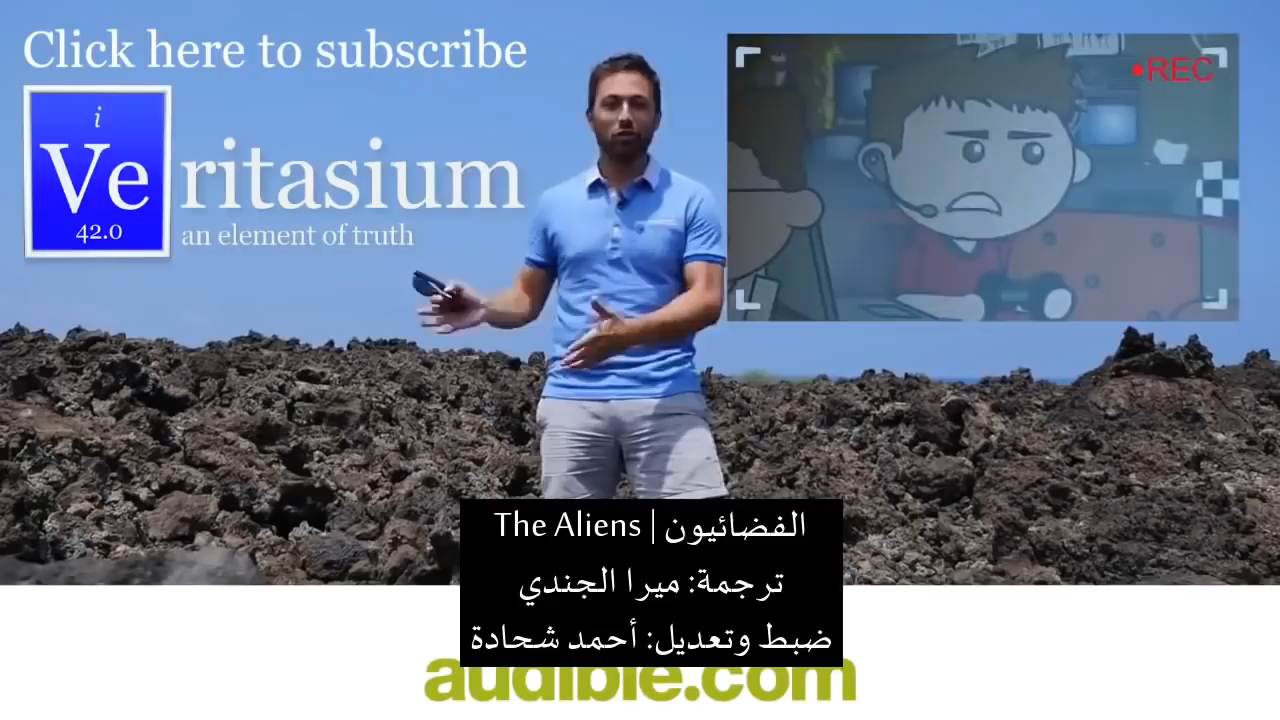 Click here to subscribe
i
Ve
42.0
ritasium
an element of truth
•REC
The Aliens | الفضائيون
ترجمة: ميرا الجندي
ضبط وتعديل: أحمد شحادة
audible.com